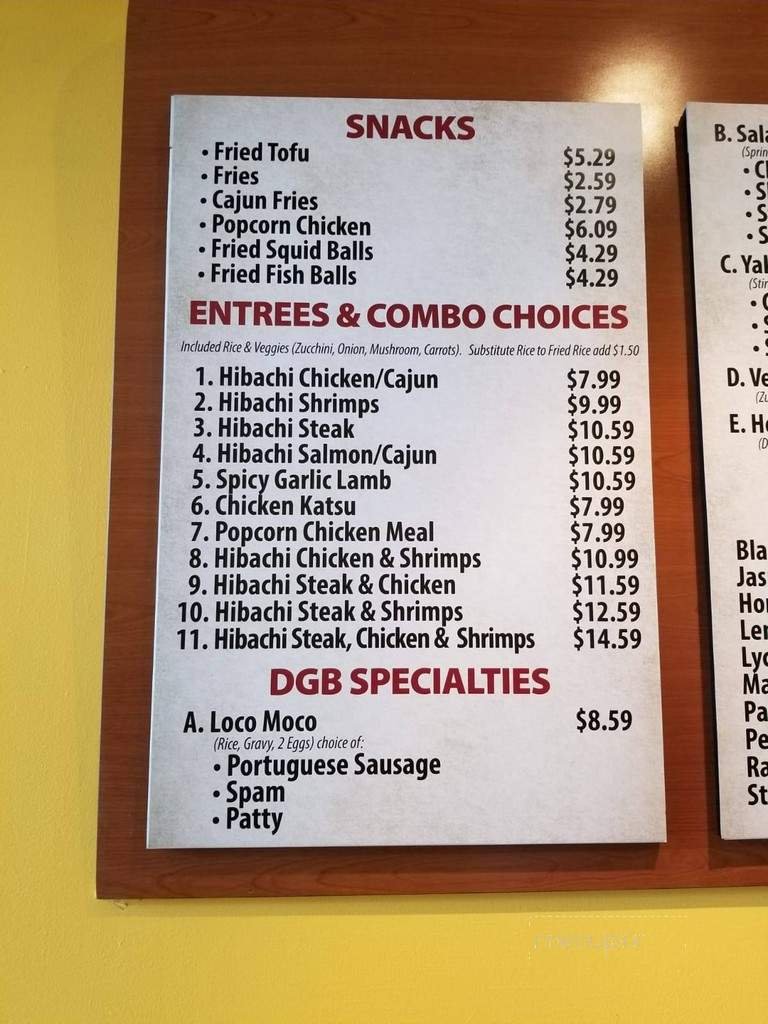 SNACKS
• Fried Tofu $5.29
• Fries $2.59
• Cajun Fries $2.79
• Popcorn Chicken $6.09
• Fried Squid Balls $4.29
• Fried Fish Balls $4.29
ENTREES & COMBO CHOICES
Included Rice & Veggies (Zucchini, Onion, Mushroom, Carrots). Substitute Rice to Fried Rice add $1.50
1. Hibachi Chicken/Cajun $7.99
2. Hibachi Shrimps $9.99
3. Hibachi Steak $10.59
4. Hibachi Salmon/Cajun $10.59
5. Spicy Garlic Lamb $10.59
6. Chicken Katsu $7.99
7. Popcorn Chicken Meal $7.99
8. Hibachi Chicken & Shrimps $10.99
9. Hibachi Steak & Chicken $11.59
10. Hibachi Steak & Shrimps $12.59
11. Hibachi Steak, Chicken & Shrimps $14.59
DGB SPECIALTIES
A. Loco Moco $8.59
(Rice, Gravy, 2 Eggs) choice of:
• Portuguese Sausage
• Spam
• Patty
B.
C.
D.
E.